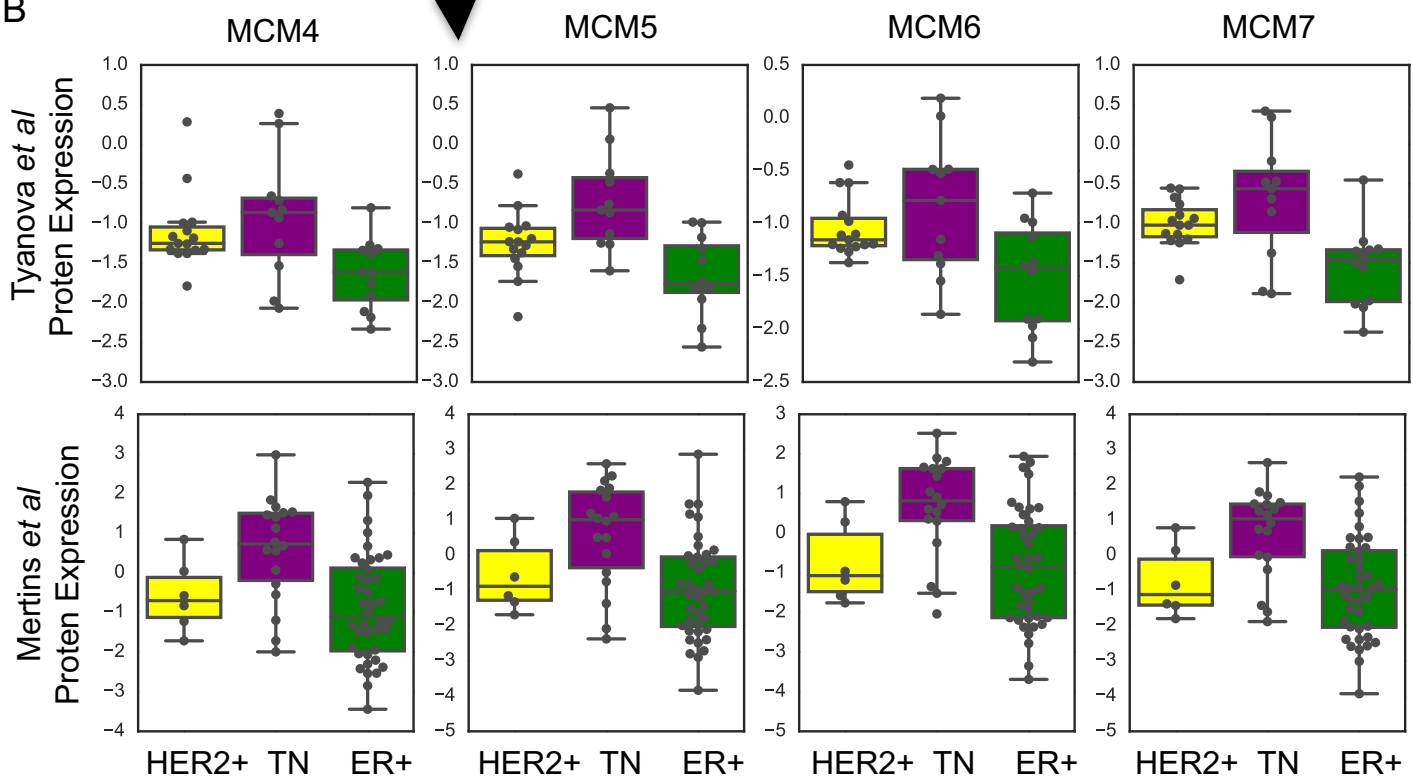 B
MCM4 MCM5 MCM6 MCM7
Tyanova et al
Proten Expression
1.0 0.5 0.0 −0.5 −1.0 −1.5 −2.0 −2.5 −3.0
1.0 0.5 0.0 −0.5 −1.0 −1.5 −2.0 −2.5 −3.0
0.5 0.0 −0.5 −1.0 −1.5 −2.0 −2.5
1.0 0.5 0.0 −0.5 −1.0 −1.5 −2.0 −2.5 −3.0
Mertins et al
Proten Expression
4 3 2 1 0 −1 −2 −3 −4
4 3 2 1 0 −1 −2 −3 −4 −5
3 2 1 0 −1 −2 −3 −4 −5
4 3 2 1 0 −1 −2 −3 −4 −5
HER2+ TN ER+ HER2+ TN ER+ HER2+ TN ER+ HER2+ TN ER+